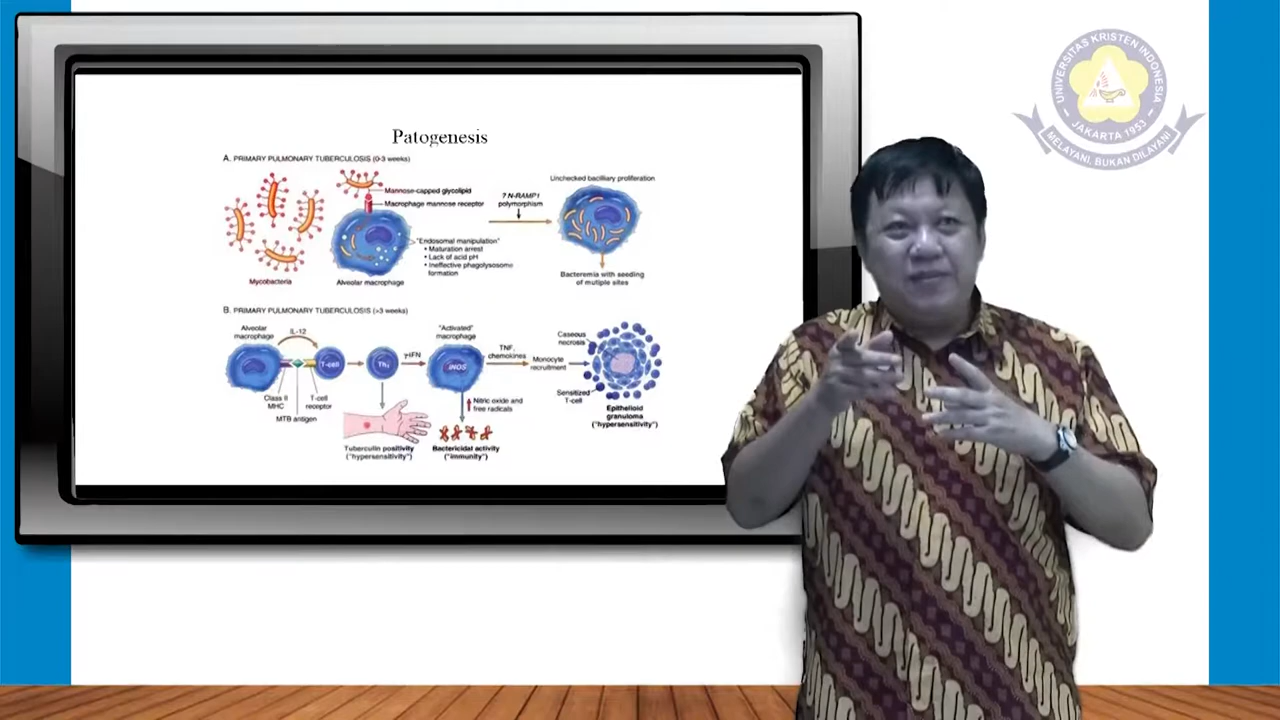 Patogenesis
A. PRIMARY PULMONARY TUBERCULOSIS (0-3 weeks)
Mannose-capped glycolipid
Macrophage mannose receptor
"Endosomal manipulation"
• Maturation arrest
• Lack of acid pH
• Ineffective phagolysosome
formation
Mycobacteria
Alveolar macrophage
? N-RAMP1
polymorphism
Unchecked bacilliary proliferation
Bacteremia with seeding
of mutiple sites
B. PRIMARY PULMONARY TUBERCULOSIS (>3 weeks)
Alveolar
macrophage
IL-12
T-cell
Class II
MHC
T-cell
receptor
MTB antigen
TH1
γ-IFN
"Activated"
macrophage
iNOS
TNF,
chemokines
Monocyte
recruitment
Caseous
necrosis
Sensitized
T-cell
Nitric oxide and
free radicals
Tuberculin positivity
("hypersensitivity")
Bactericidal activity
("immunity")
Epithelioid
granuloma
("hypersensitivity")
UNIVERSITAS KRISTEN INDONESIA
JAKARTA 1953
MELAYANI, BUKAN DILAYANI